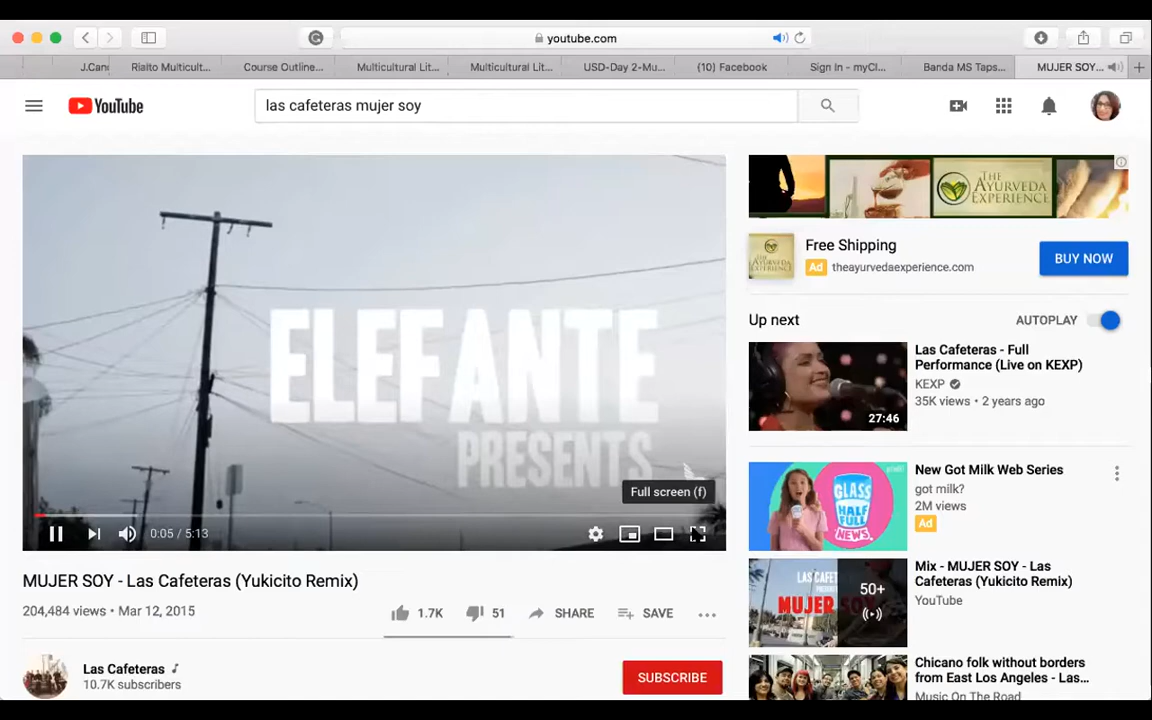 youtube.com
J.Can
Rialto Multicult...
Course Outline...
Multicultural Lit...
Multicultural Lit...
USD-Day 2-Mu...
(10) Facebook
Sign In - myCl...
Banda MS Taps...
MUJER SOY...
YouTube
las cafeteras mujer soy
ELEFANTE
PRESENTS
Full screen (f)
0:05 / 5:13
MUJER SOY - Las Cafeteras (Yukicito Remix)
204,484 views • Mar 12, 2015
1.7K
51
SHARE
SAVE
Las Cafeteras
10.7K subscribers
SUBSCRIBE
THE
AYURVEDA
EXPERIENCE
Free Shipping
Ad theayurvedaexperience.com
BUY NOW
Up next
AUTOPLAY
27:46
Las Cafeteras - Full
Performance (Live on KEXP)
KEXP
35K views • 2 years ago
GLASS
HALF
FULL
NEWS.
New Got Milk Web Series
got milk?
2M views
Ad
MUJER
50+
Mix - MUJER SOY - Las
Cafeteras (Yukicito Remix)
YouTube
Chicano folk without borders
from East Los Angeles - Las...
Music On The Road